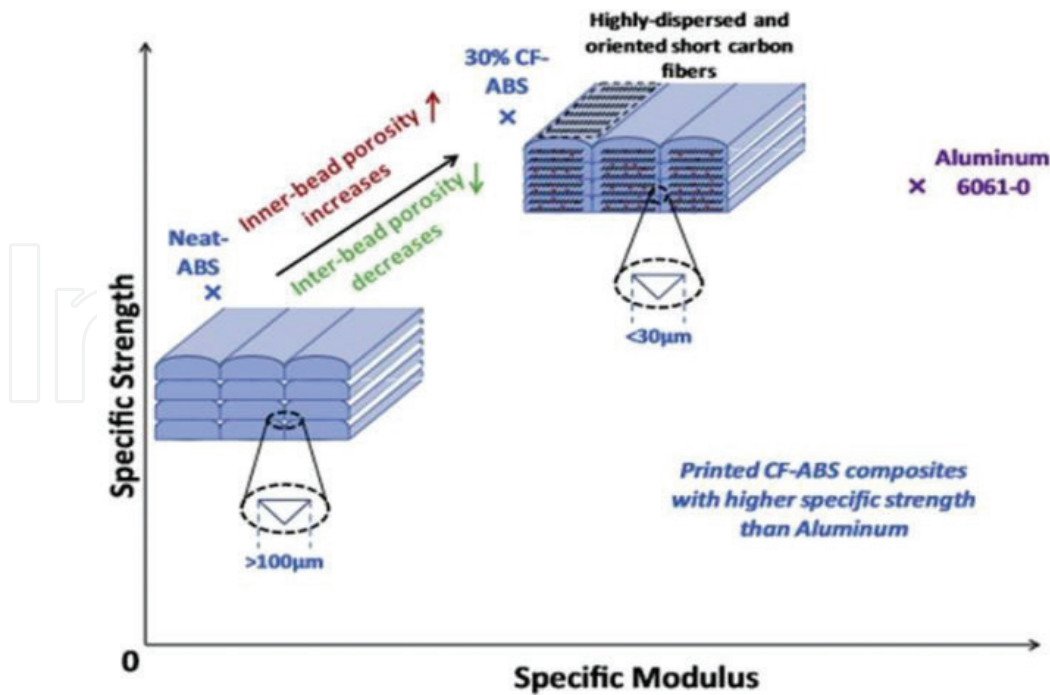 Highly-dispersed and
oriented short carbon
fibers
30% CF-
ABS
Inner-bead porosity
increases
Inter-bead porosity
decreases
Aluminum
6061-0
Neat-
ABS
<30μm
>100μm
Printed CF-ABS composites
with higher specific strength
than Aluminum
Specific Strength
0
Specific Modulus